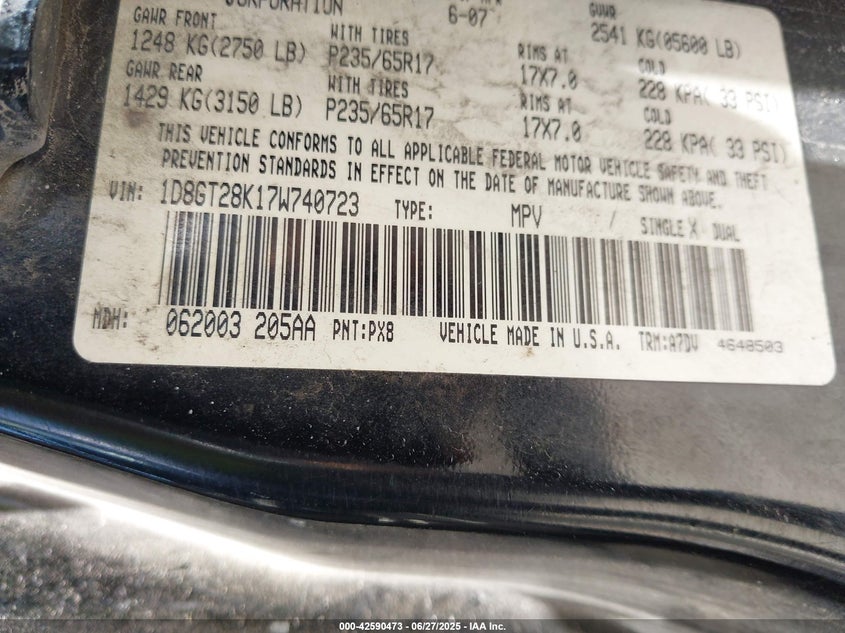 CORPORATION 6-07 GVWR
GAWR FRONT WITH TIRES 2541 KG(05600 LB)
1248 KG(2750 LB) P235/65R17 RIMS AT COLD
GAWR REAR WITH TIRES 17X7.0 228 KPA( 33 PSI)
1429 KG(3150 LB) P235/65R17 RIMS AT COLD
17X7.0 228 KPA( 33 PSI)
THIS VEHICLE CONFORMS TO ALL APPLICABLE FEDERAL MOTOR VEHICLE SAFETY AND THEFT
PREVENTION STANDARDS IN EFFECT ON THE DATE OF MANUFACTURE SHOWN ABOVE.
VIN: 1D8GT28K17W740723 TYPE: MPV / SINGLE X DUAL
MDH: 062003 205AA PNT:PX8 VEHICLE MADE IN U.S.A. TRM:A7DV 4648503
000-42590473 - 06/27/2025 - IAA Inc.